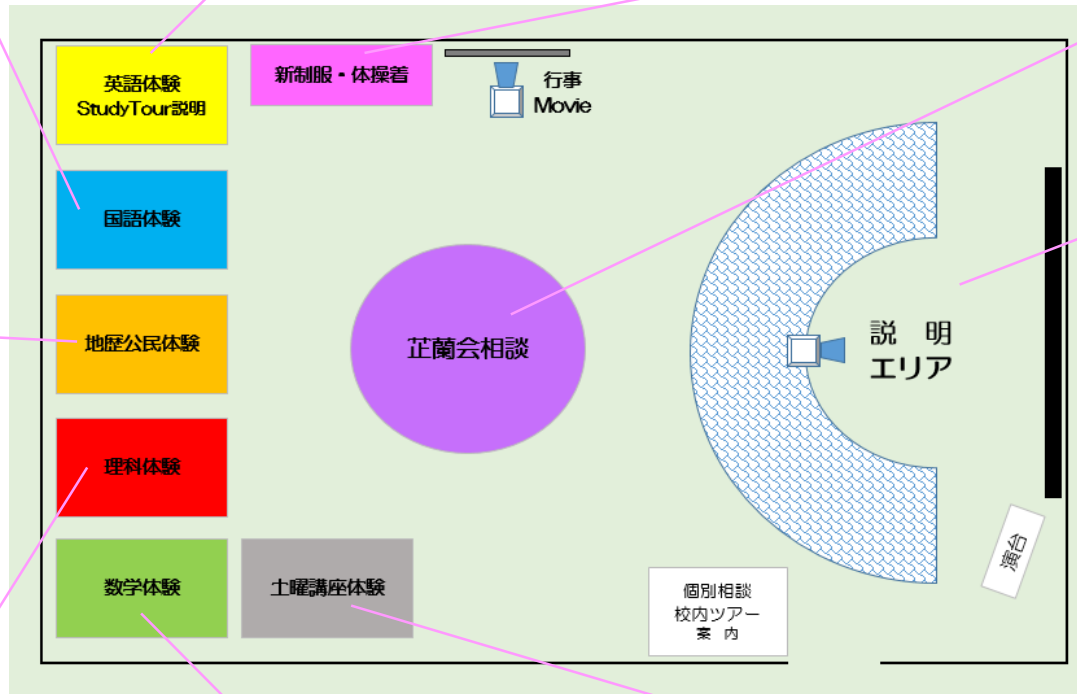 英語体験
StudyTour説明
新制服・体操着
行事
Movie
国語体験
地歴公民体験
芷蘭会相談
説 明
エリア
理科体験
数学体験
土曜講座体験
個別相談
校内ツアー
案 内
演台